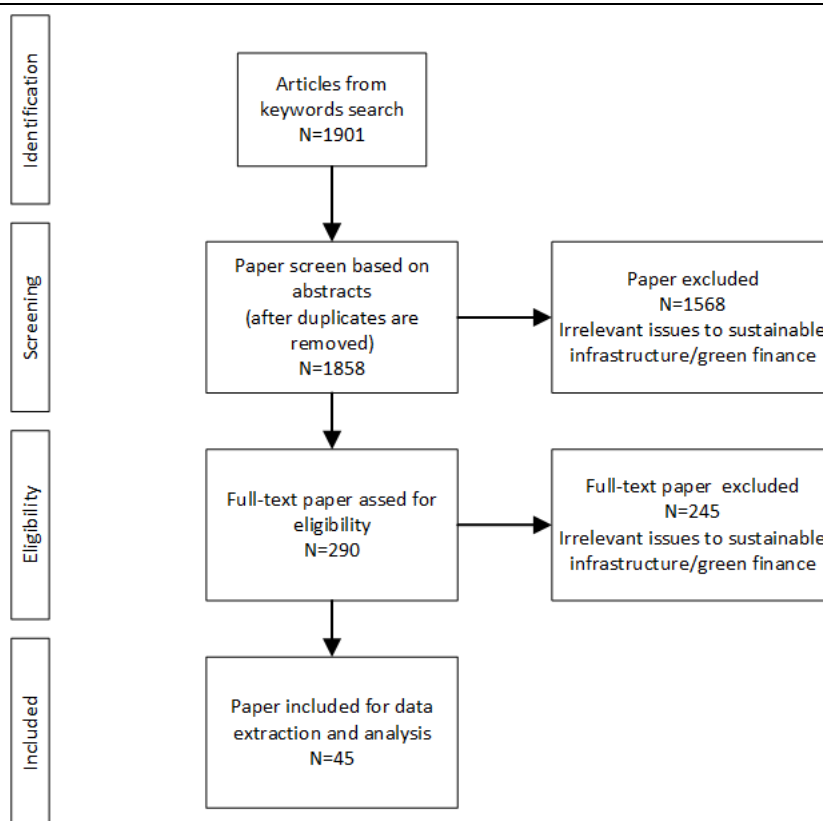 Identification
Articles from
keywords search
N=1901
Screening
Paper screen based on
abstracts
(after duplicates are
removed)
N=1858
Paper excluded
N=1568
Irrelevant issues to sustainable
infrastructure/green finance
Eligibility
Full-text paper assed for
eligibility
N=290
Full-text paper excluded
N=245
Irrelevant issues to sustainable
infrastructure/green finance
Included
Paper included for data
extraction and analysis
N=45